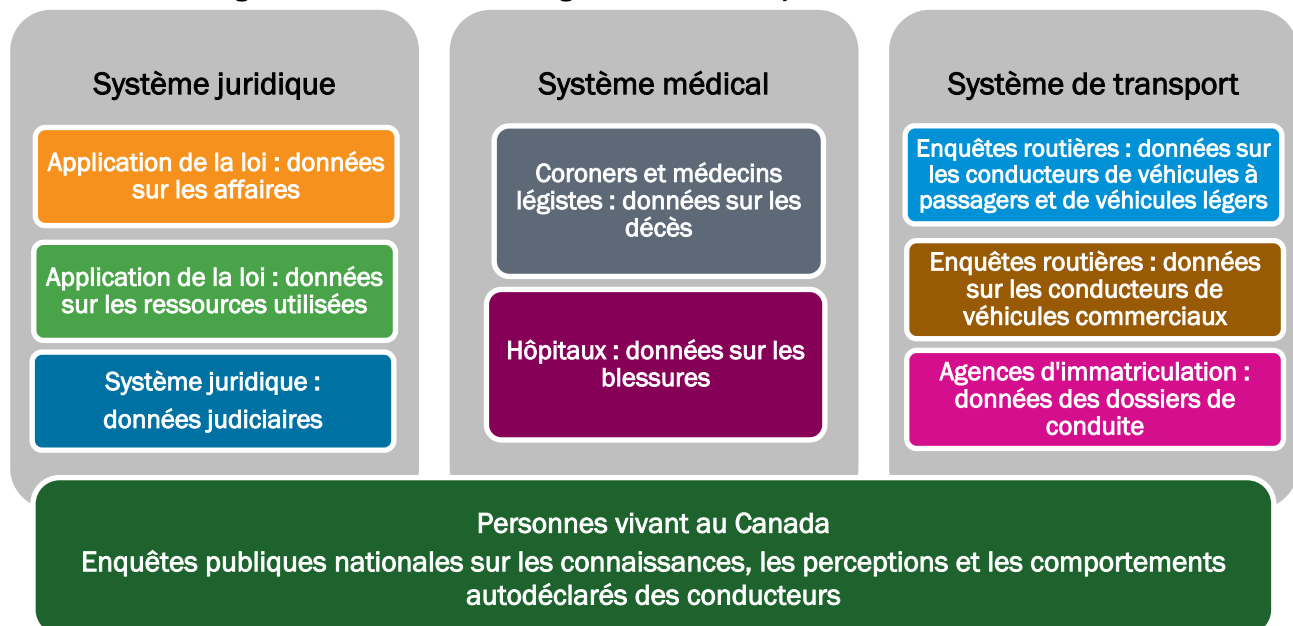 Système juridique
Application de la loi : données
sur les affaires
Application de la loi : données
sur les ressources utilisées
Système juridique :
données judiciaires
Système médical
Coroners et médecins
légistes : données sur les
décès
Hôpitaux : données sur les
blessures
Système de transport
Enquêtes routières : données sur
les conducteurs de véhicules à
passagers et de véhicules légers
Enquêtes routières : données
sur les conducteurs de
véhicules commerciaux
Agences d'immatriculation :
données des dossiers de
conduite
Personnes vivant au Canada
Enquêtes publiques nationales sur les connaissances, les perceptions et les comportements
autodéclarés des conducteurs